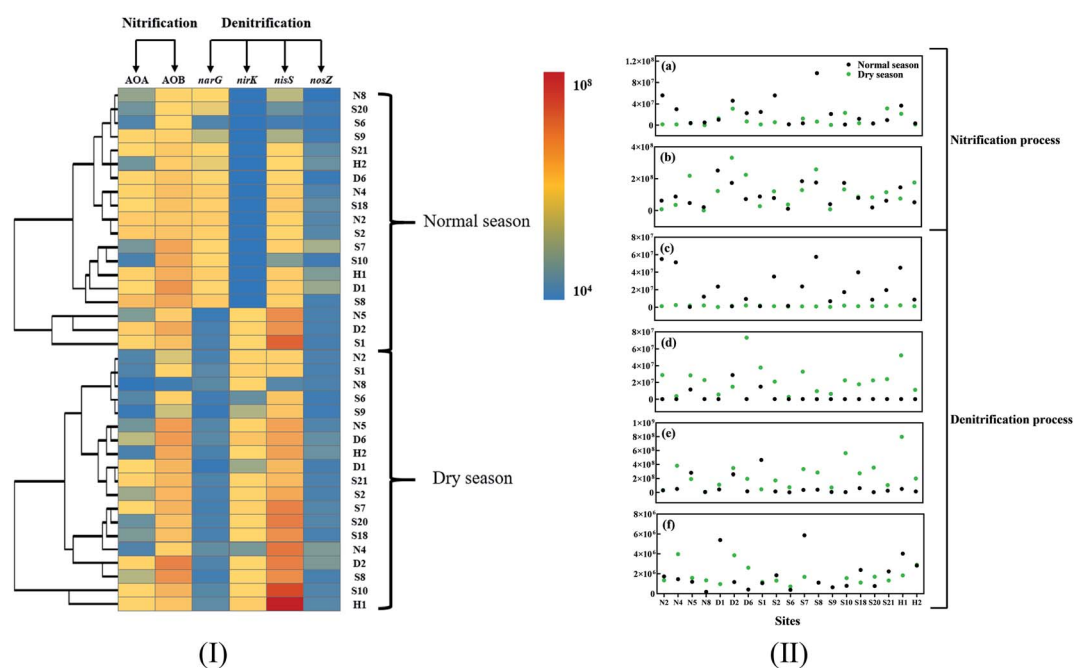 Nitrification Denitrification
AOA AOB narG nirK nisS nosZ
N8
S20
S6
S9
S21
H2
D6
N4
S18
N2
S2
S7
S10
H1
D1
S8
N5
D2
S1
N2
S1
N8
S6
S9
N5
D6
H2
D1
S21
S2
S7
S20
S18
N4
D2
S8
S10
H1
Normal season
Dry season
10⁸
10⁴
(I)
(a)
Normal season
Dry season
1.2×10⁸
8×10⁷
4×10⁷
0
(b)
4×10⁸
2×10⁸
0
(c)
8×10⁷
6×10⁷
4×10⁷
2×10⁷
0
(d)
8×10⁷
6×10⁷
4×10⁷
2×10⁷
0
(e)
1×10⁹
8×10⁸
6×10⁸
4×10⁸
2×10⁸
0
(f)
8×10⁶
6×10⁶
4×10⁶
2×10⁶
0
N2 N4 N5 N8 D1 D2 D6 S1 S2 S6 S7 S8 S9 S10 S18 S20 S21 H1 H2
Sites
Nitrification process
Denitrification process
(II)